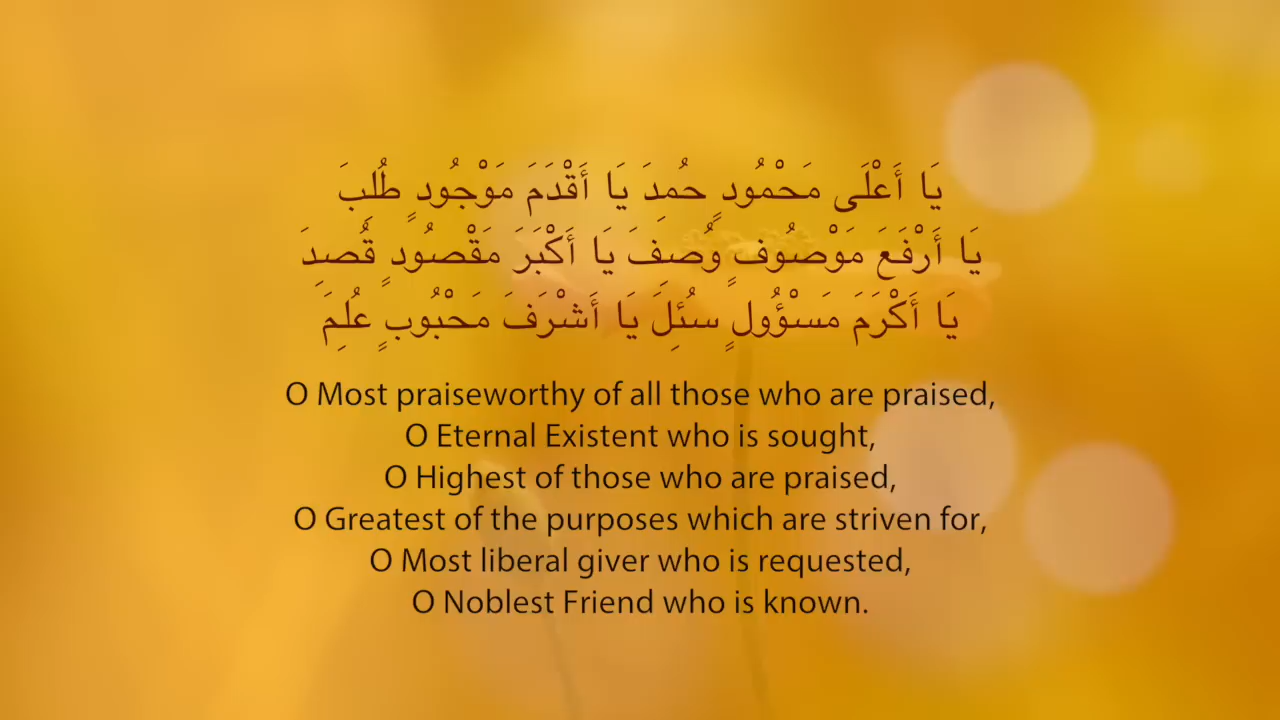 يَا أَعْلَى مَحْمُودٍ حُمِدَ يَا أَقْدَمَ مَوْجُودٍ طُلِبَ
يَا أَرْفَعَ مَوْصُوفٍ وُصِفَ يَا أَكْبَرَ مَقْصُودٍ قُصِدَ
يَا أَكْرَمَ مَسْؤُولٍ سُئِلَ يَا أَشْرَفَ مَحْبُوبٍ عُلِمَ
O Most praiseworthy of all those who are praised,
O Eternal Existent who is sought,
O Highest of those who are praised,
O Greatest of the purposes which are striven for,
O Most liberal giver who is requested,
O Noblest Friend who is known.